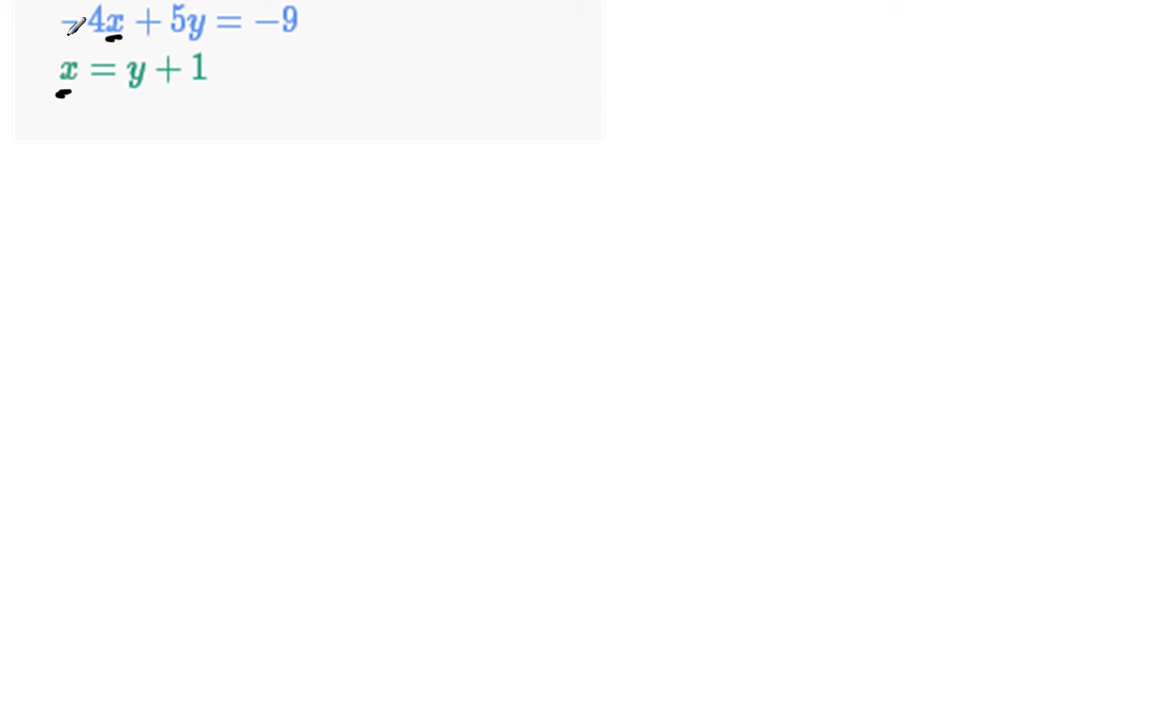 −4x + 5y = −9
x = y + 1